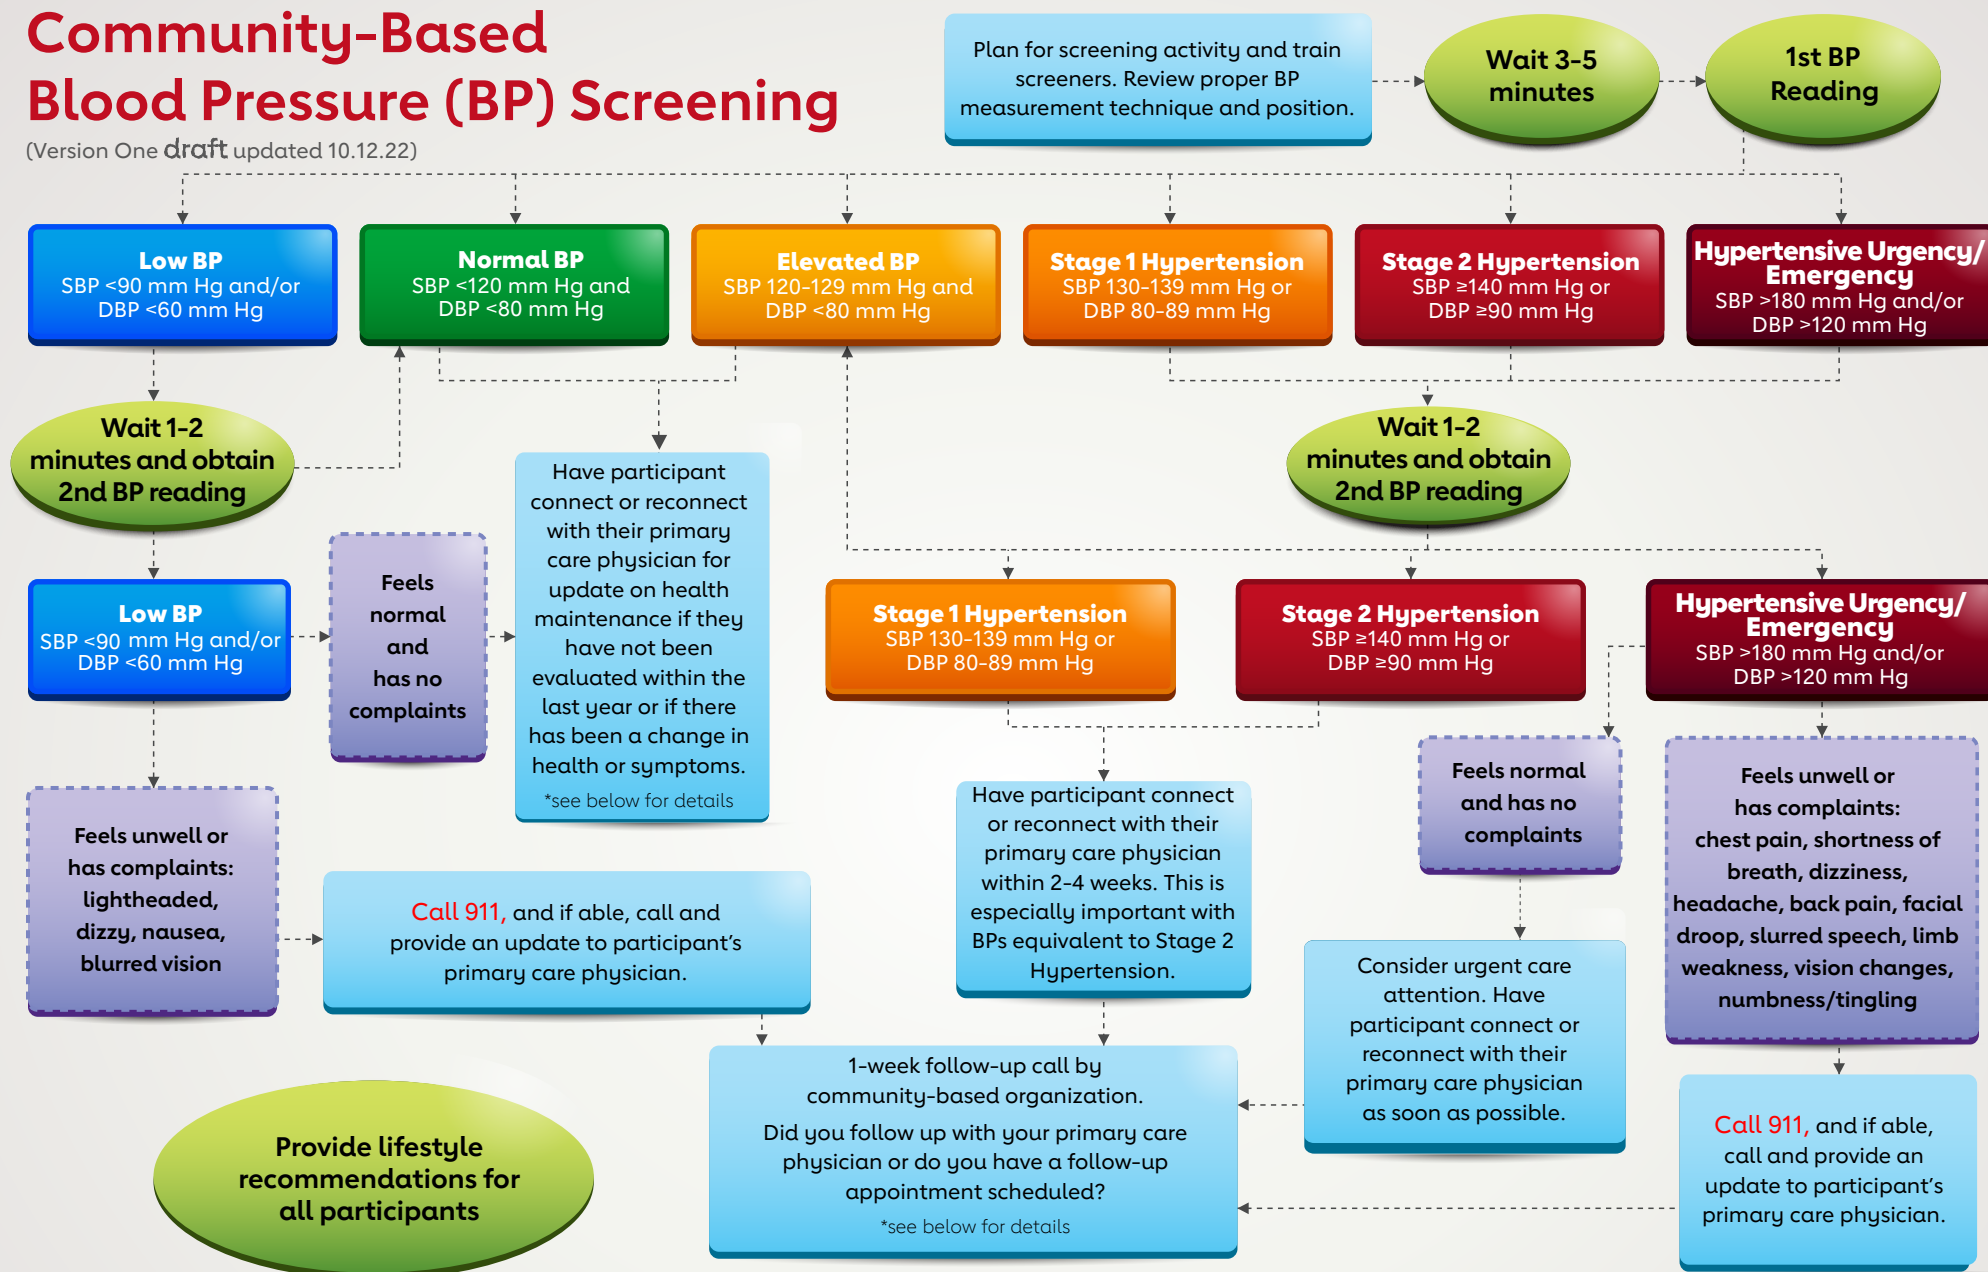 Community-Based
Blood Pressure (BP) Screening
(Version One draft updated 10.12.22)
Plan for screening activity and train
screeners. Review proper BP
measurement technique and position.
Wait 3-5
minutes
1st BP
Reading
Low BP
SBP <90 mm Hg and/or
DBP <60 mm Hg
Normal BP
SBP <120 mm Hg and
DBP <80 mm Hg
Elevated BP
SBP 120-129 mm Hg and
DBP <80 mm Hg
Stage 1 Hypertension
SBP 130-139 mm Hg or
DBP 80-89 mm Hg
Stage 2 Hypertension
SBP ≥140 mm Hg or
DBP ≥90 mm Hg
Hypertensive Urgency/
Emergency
SBP >180 mm Hg and/or
DBP >120 mm Hg
Wait 1-2
minutes and obtain
2nd BP reading
Wait 1-2
minutes and obtain
2nd BP reading
Low BP
SBP <90 mm Hg and/or
DBP <60 mm Hg
Feels
normal
and
has no
complaints
Have participant
connect or reconnect
with their primary
care physician for
update on health
maintenance if they
have not been
evaluated within the
last year or if there
has been a change in
health or symptoms.
*see below for details
Stage 1 Hypertension
SBP 130-139 mm Hg or
DBP 80-89 mm Hg
Stage 2 Hypertension
SBP ≥140 mm Hg or
DBP ≥90 mm Hg
Hypertensive Urgency/
Emergency
SBP >180 mm Hg and/or
DBP >120 mm Hg
Feels unwell or
has complaints:
lightheaded,
dizzy, nausea,
blurred vision
Call 911, and if able, call and
provide an update to participant's
primary care physician.
Have participant connect
or reconnect with their
primary care physician
within 2-4 weeks. This is
especially important with
BPs equivalent to Stage 2
Hypertension.
Feels normal
and has no
complaints
Feels unwell or
has complaints:
chest pain, shortness of
breath, dizziness,
headache, back pain, facial
droop, slurred speech, limb
weakness, vision changes,
numbness/tingling
Consider urgent care
attention. Have
participant connect or
reconnect with their
primary care physician
as soon as possible.
Provide lifestyle
recommendations for
all participants
1-week follow-up call by
community-based organization.
Did you follow up with your primary care
physician or do you have a follow-up
appointment scheduled?
*see below for details
Call 911, and if able,
call and provide an
update to participant's
primary care physician.